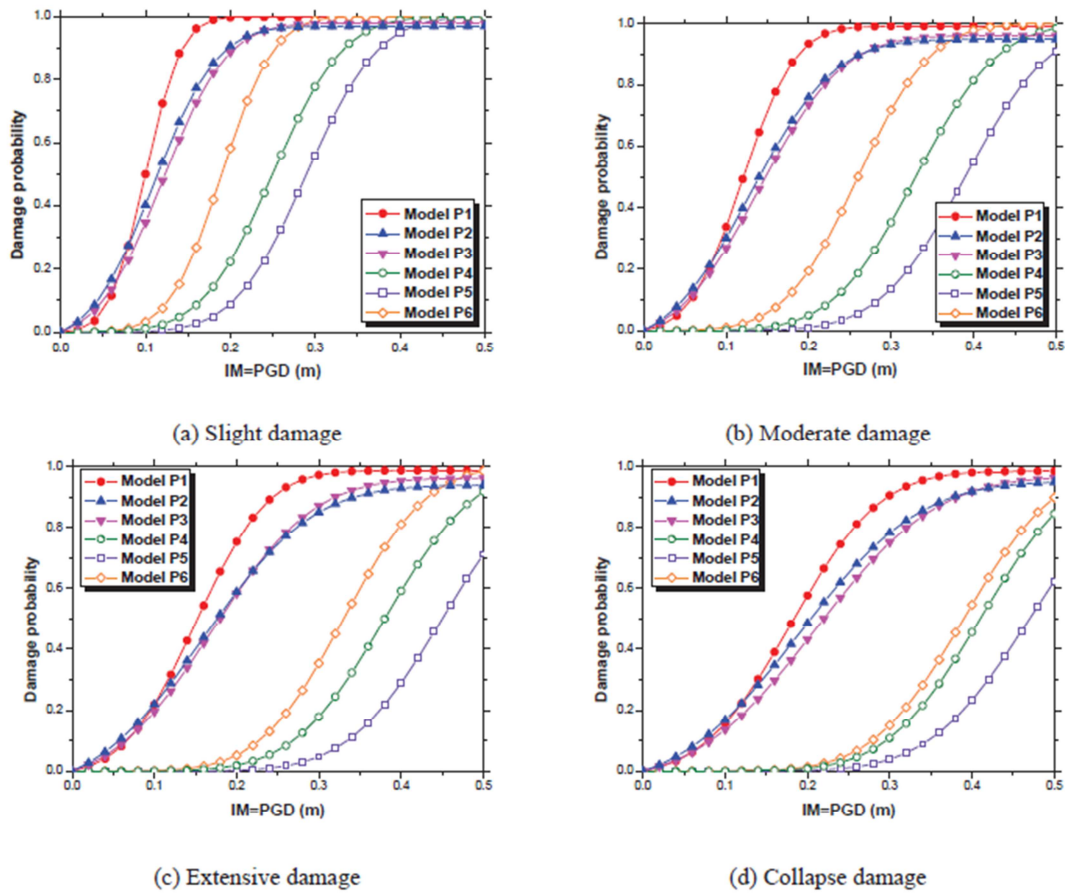 1.0
0.8
0.6
0.4
0.2
0.0
Damage probability
Model P1
Model P2
Model P3
Model P4
Model P5
Model P6
0.0 0.1 0.2 0.3 0.4 0.5
IM=PGD (m)
(a) Slight damage
1.0
0.8
0.6
0.4
0.2
0.0
Damage probability
Model P1
Model P2
Model P3
Model P4
Model P5
Model P6
0.0 0.1 0.2 0.3 0.4 0.5
IM=PGD (m)
(b) Moderate damage
1.0
0.8
0.6
0.4
0.2
0.0
Damage probability
Model P1
Model P2
Model P3
Model P4
Model P5
Model P6
0.0 0.1 0.2 0.3 0.4 0.5
IM=PGD (m)
(c) Extensive damage
1.0
0.8
0.6
0.4
0.2
0.0
Damage probability
Model P1
Model P2
Model P3
Model P4
Model P5
Model P6
0.0 0.1 0.2 0.3 0.4 0.5
IM=PGD (m)
(d) Collapse damage